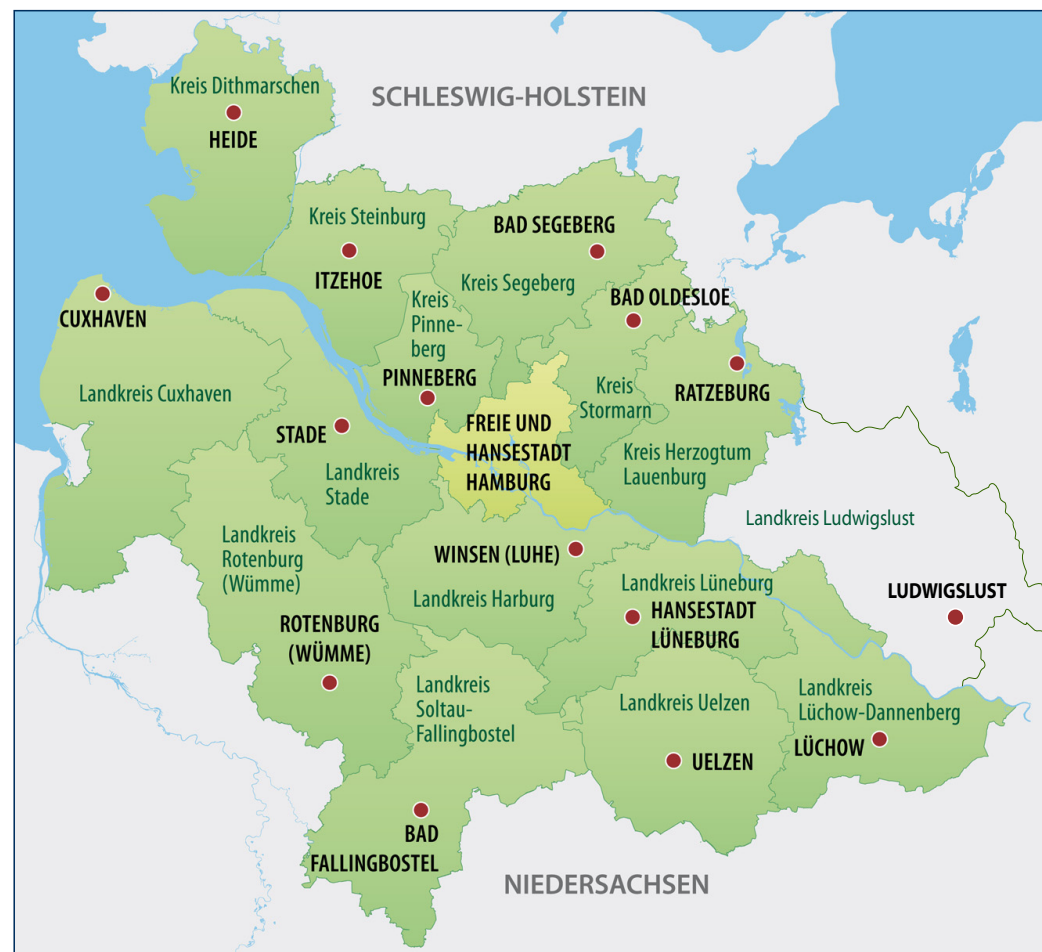 Kreis Dithmarschen
HEIDE
SCHLESWIG-HOLSTEIN
Kreis Steinburg
ITZEHOE
BAD SEGEBERG
Kreis Segeberg
BAD OLDESLOE
CUXHAVEN
Landkreis Cuxhaven
Kreis
Pinne-
berg
PINNEBERG
RATZEBURG
Kreis
Stormarn
STADE
Landkreis
Stade
FREIE UND
HANSESTADT
HAMBURG
Kreis Herzogtum
Lauenburg
Landkreis Ludwigslust
LUDWIGSLUST
Landkreis
Rotenburg
(Wümme)
WINSEN (LUHE)
Landkreis Harburg
Landkreis Lüneburg
HANSESTADT
LÜNEBURG
ROTENBURG
(WÜMME)
Landkreis
Soltau-
Fallingbostel
Landkreis Uelzen
UELZEN
Landkreis
Lüchow-Dannenberg
LÜCHOW
BAD
FALLINGBOSTEL
NIEDERSACHSEN